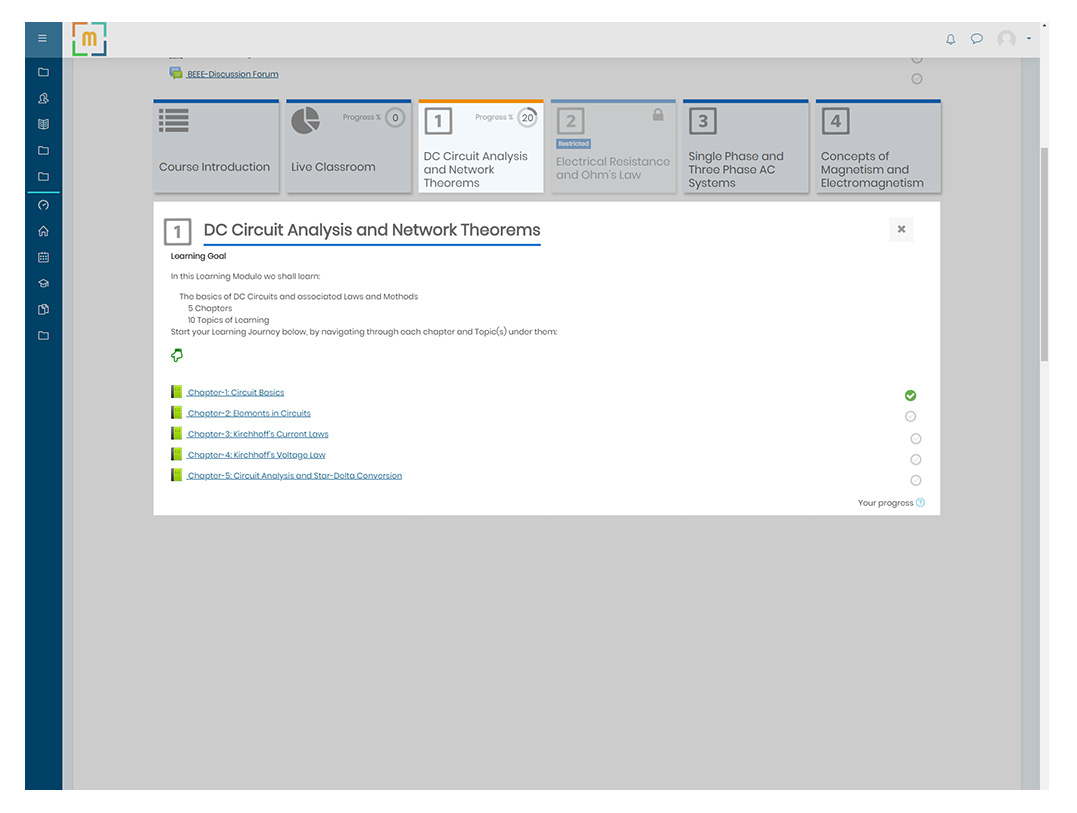 m
BEEE-Discussion Forum
Course Introduction
Progress % 0
Live Classroom
1
Progress % 20
DC Circuit Analysis
and Network
Theorems
2
Restricted
Electrical Resistance
and Ohm's Law
3
Single Phase and
Three Phase AC
Systems
4
Concepts of
Magnetism and
Electromagnetism
1 DC Circuit Analysis and Network Theorems
Learning Goal
In this Learning Module we shall learn:
The basics of DC Circuits and associated Laws and Methods
5 Chapters
10 Topics of Learning
Start your Learning Journey below, by navigating through each chapter and Topic(s) under them:
Chapter-1: Circuit Basics
Chapter-2: Elements in Circuits
Chapter-3: Kirchhoff's Current Laws
Chapter-4: Kirchhoff's Voltage Law
Chapter-5: Circuit Analysis and Star-Delta Conversion
Your progress ?